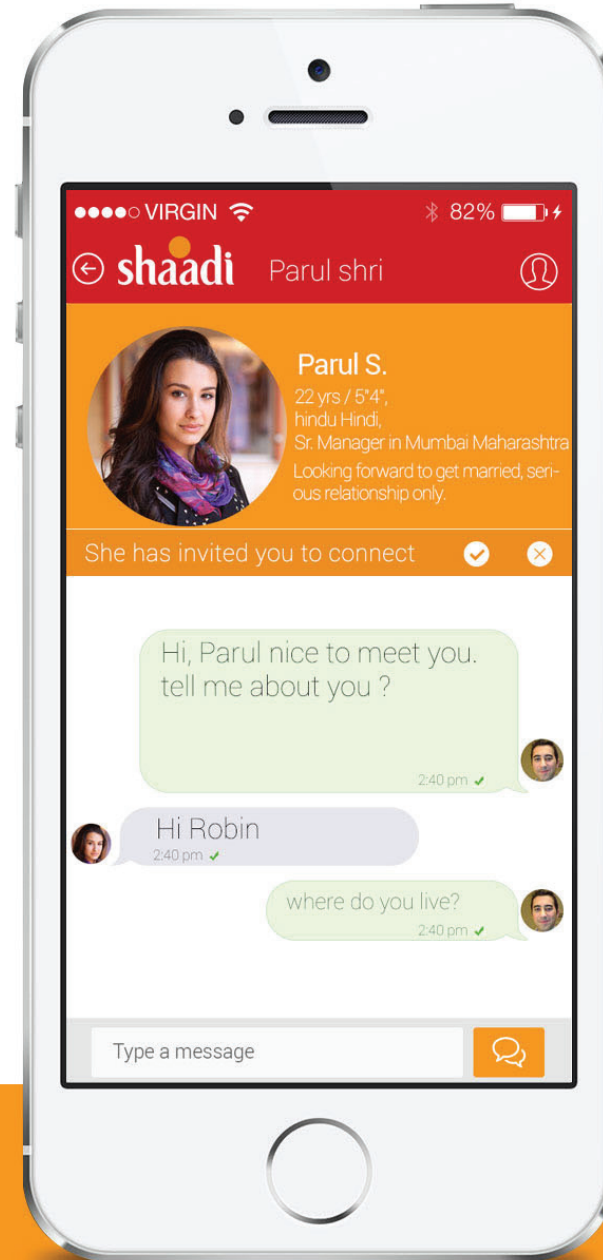 VIRGIN 82%
shaadi Parul shri
Parul S.
22 yrs / 5"4",
hindu Hindi,
Sr. Manager in Mumbai Maharashtra
Looking forward to get married, seri-
ous relationship only.
She has invited you to connect
Hi, Parul nice to meet you.
tell me about you ?
2:40 pm
Hi Robin
2:40 pm
where do you live?
2:40 pm
Type a message